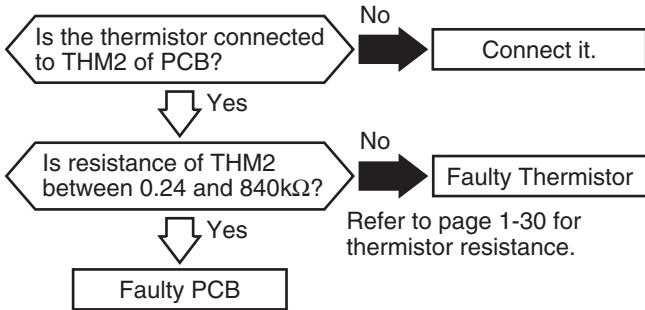 Is the thermistor connected
to THM2 of PCB?
No
Connect it.
Yes
Is resistance of THM2
between 0.24 and 840kΩ?
No
Faulty Thermistor
Refer to page 1-30 for
thermistor resistance.
Yes
Faulty PCB